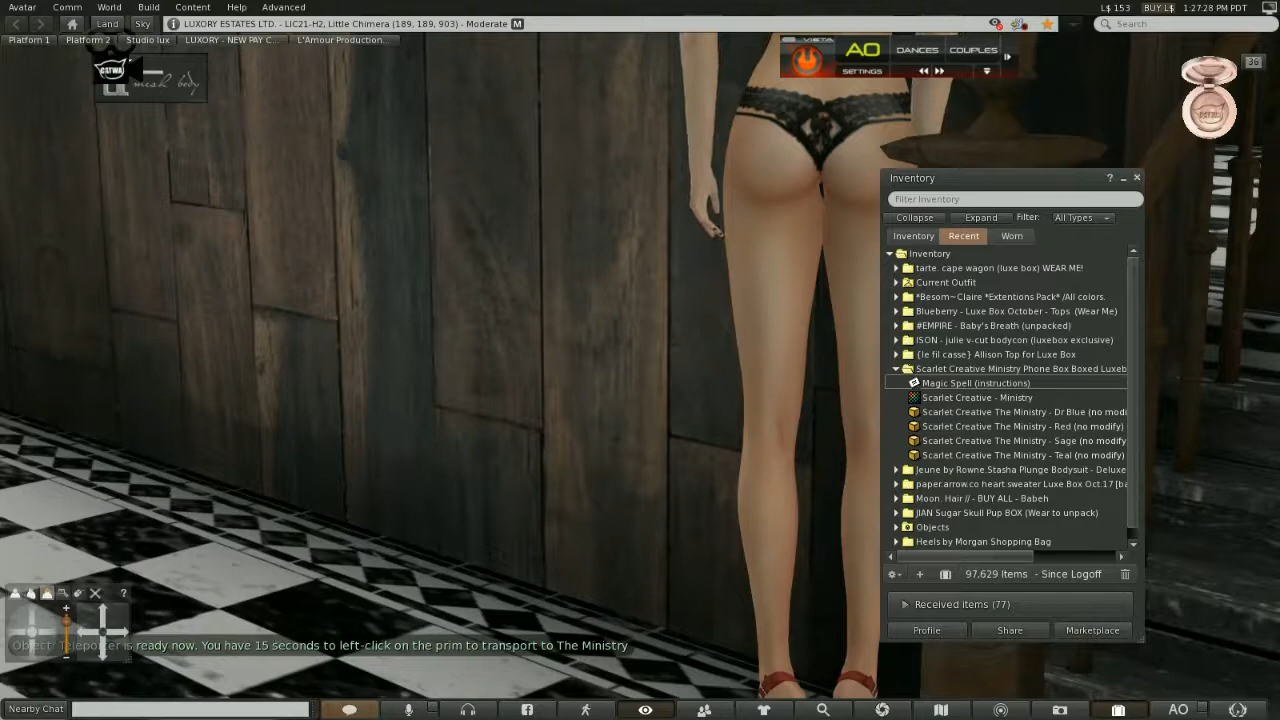 Avatar Comm World Build Content Help Advanced
L$ 153 BUY L$ 1:27:28 PM PDT
Land Sky LUXORY ESTATES LTD. - LIC21-H2, Little Chimera (189, 189, 903) - Moderate M Search
Platform 1 Platform 2 Studio lux LUXORY - NEW PAY C... L'Amour Production...
CATWA
mesh body
VISTA
AO DANCES COUPLES
SETTINGS
36
CATWA
Inventory ?
Filter Inventory
Collapse Expand Filter: All Types
Inventory Recent Worn
Inventory
tarte. cape wagon (luxe box) WEAR ME!
Current Outfit
*Besom~Claire *Extentions Pack* /All colors.
Blueberry - Luxe Box October - Tops (Wear Me)
#EMPIRE - Baby's Breath (unpacked)
ISON - julie v-cut bodycon (luxebox exclusive)
{le fil casse} Allison Top for Luxe Box
Scarlet Creative Ministry Phone Box Boxed Luxeb
Magic Spell (instructions)
Scarlet Creative - Ministry
Scarlet Creative The Ministry - Dr Blue (no modi
Scarlet Creative The Ministry - Red (no modify)
Scarlet Creative The Ministry - Sage (no modify
Scarlet Creative The Ministry - Teal (no modify)
Jeune by Rowne.Stasha Plunge Bodysuit - Deluxe
paper.arrow.co heart.sweater Luxe.Box Oct.17 [ba
Moon. Hair // - BUY ALL - Babeh
JIAN Sugar Skull Pup BOX (Wear to unpack)
Objects
Heels by Morgan Shopping Bag
97,629 Items - Since Logoff
Received Items (77)
Profile Share Marketplace
?
Object: Teleporter is ready now. You have 15 seconds to left-click on the prim to transport to The Ministry
Nearby Chat AO